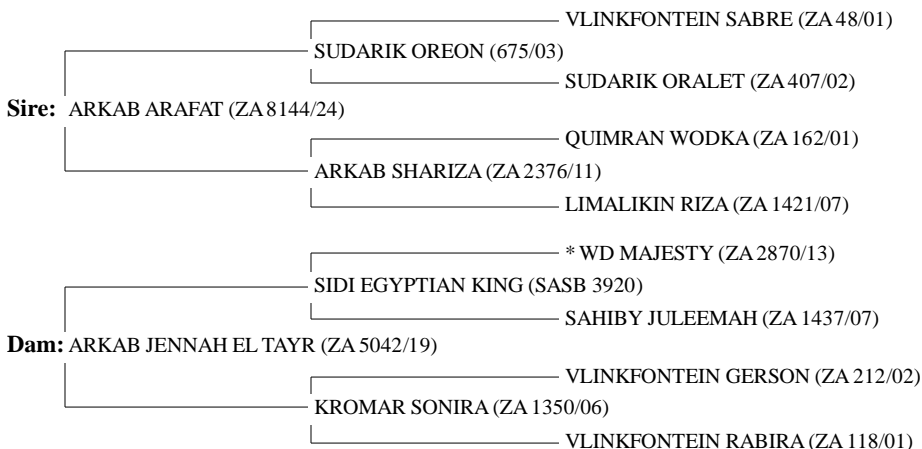 VLINKFONTEIN SABRE (ZA 48/01)
SUDARIK OREON (675/03)
SUDARIK ORALET (ZA 407/02)
Sire: ARKAB ARAFAT (ZA 8144/24)
QUIMRAN WODKA (ZA 162/01)
ARKAB SHARIZA (ZA 2376/11)
LIMALIKIN RIZA (ZA 1421/07)
* WD MAJESTY (ZA 2870/13)
SIDI EGYPTIAN KING (SASB 3920)
SAHIBY JULEEMAH (ZA 1437/07)
Dam: ARKAB JENNAH EL TAYR (ZA 5042/19)
VLINKFONTEIN GERSON (ZA 212/02)
KROMAR SONIRA (ZA 1350/06)
VLINKFONTEIN RABIRA (ZA 118/01)